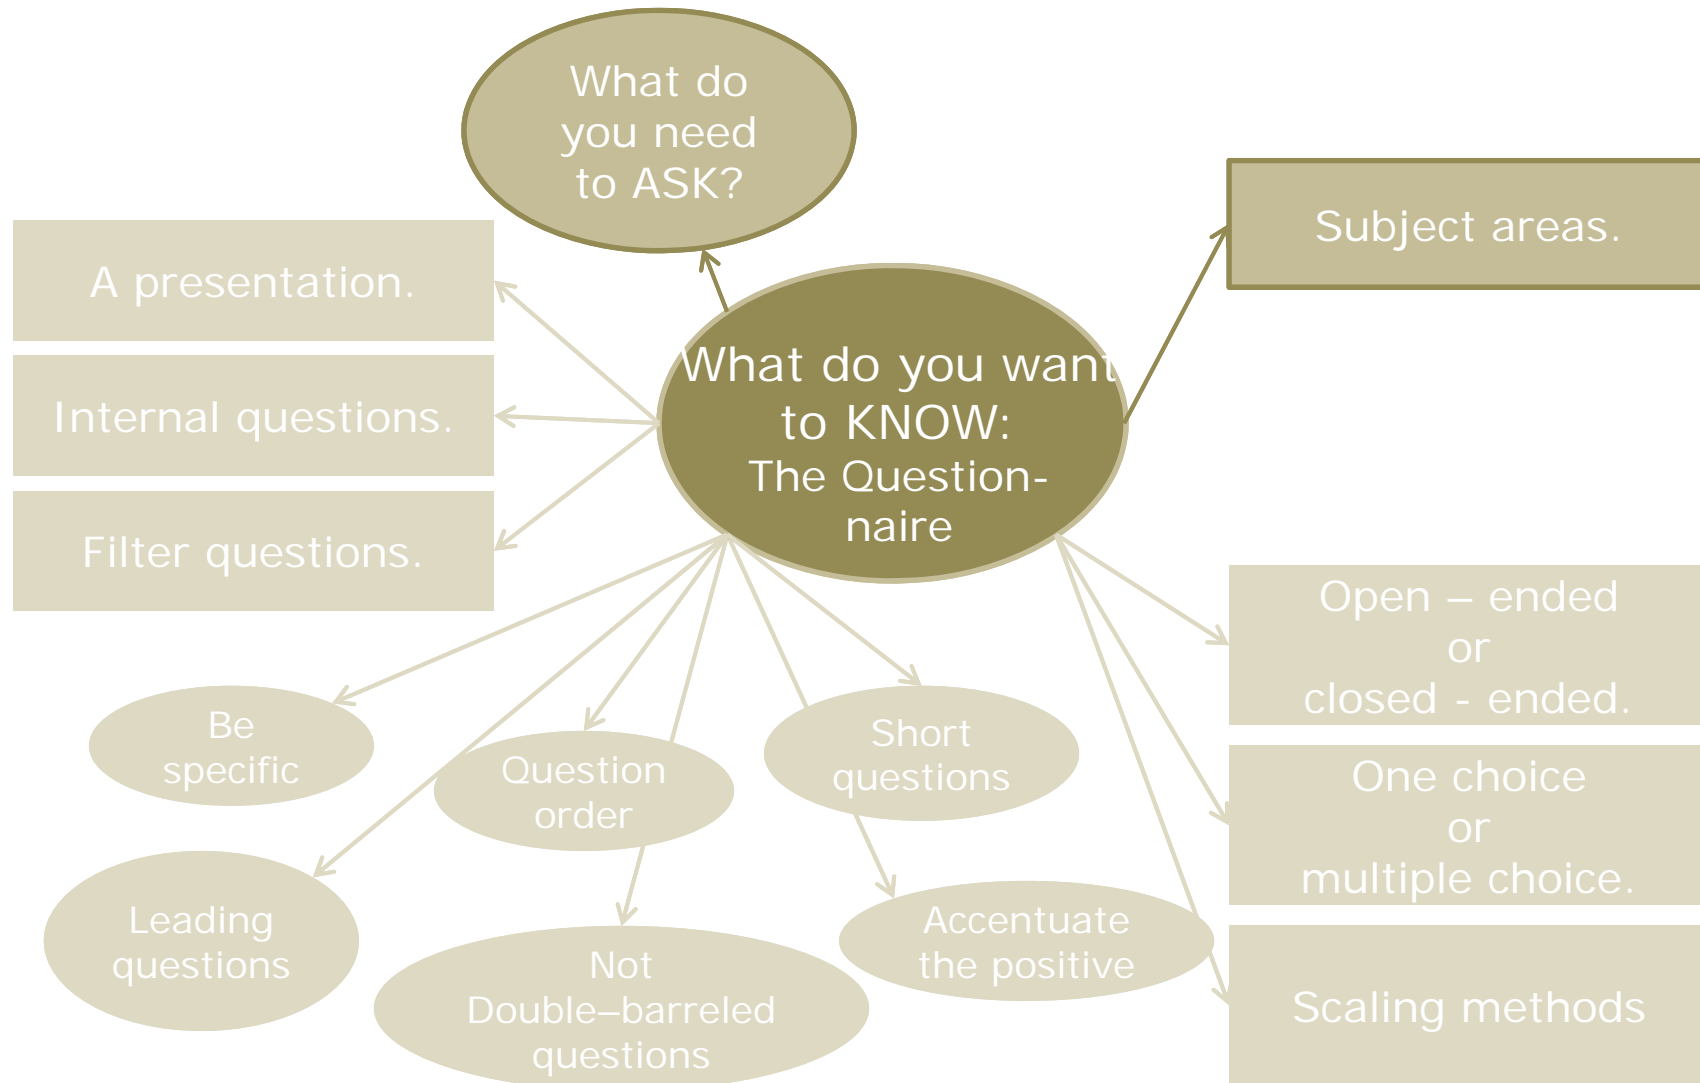 What do
you need
to ASK?
Subject areas.
A presentation.
Internal questions.
Filter questions.
What do you want
to KNOW:
The Question-
naire
Open – ended
or
closed - ended.
One choice
or
multiple choice.
Scaling methods
Be
specific
Question
order
Short
questions
Leading
questions
Not
Double–barreled
questions
Accentuate
the positive